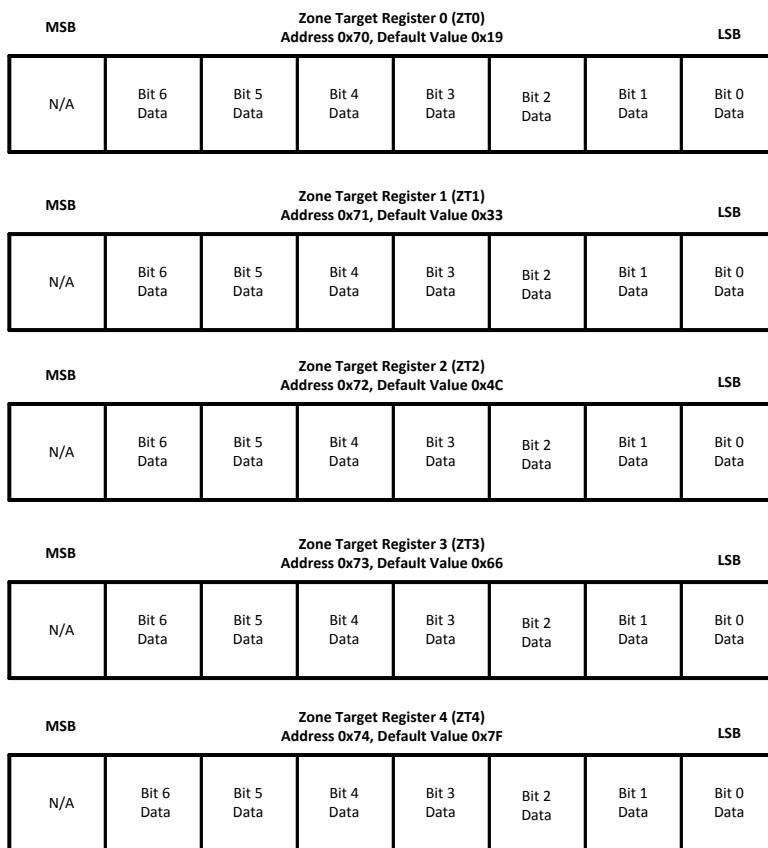 MSB
Zone Target Register 0 (ZT0)
Address 0x70, Default Value 0x19
LSB
N/A
Bit 6 Data
Bit 5 Data
Bit 4 Data
Bit 3 Data
Bit 2 Data
Bit 1 Data
Bit 0 Data
MSB
Zone Target Register 1 (ZT1)
Address 0x71, Default Value 0x33
LSB
N/A
Bit 6 Data
Bit 5 Data
Bit 4 Data
Bit 3 Data
Bit 2 Data
Bit 1 Data
Bit 0 Data
MSB
Zone Target Register 2 (ZT2)
Address 0x72, Default Value 0x4C
LSB
N/A
Bit 6 Data
Bit 5 Data
Bit 4 Data
Bit 3 Data
Bit 2 Data
Bit 1 Data
Bit 0 Data
MSB
Zone Target Register 3 (ZT3)
Address 0x73, Default Value 0x66
LSB
N/A
Bit 6 Data
Bit 5 Data
Bit 4 Data
Bit 3 Data
Bit 2 Data
Bit 1 Data
Bit 0 Data
MSB
Zone Target Register 4 (ZT4)
Address 0x74, Default Value 0x7F
LSB
N/A
Bit 6 Data
Bit 5 Data
Bit 4 Data
Bit 3 Data
Bit 2 Data
Bit 1 Data
Bit 0 Data